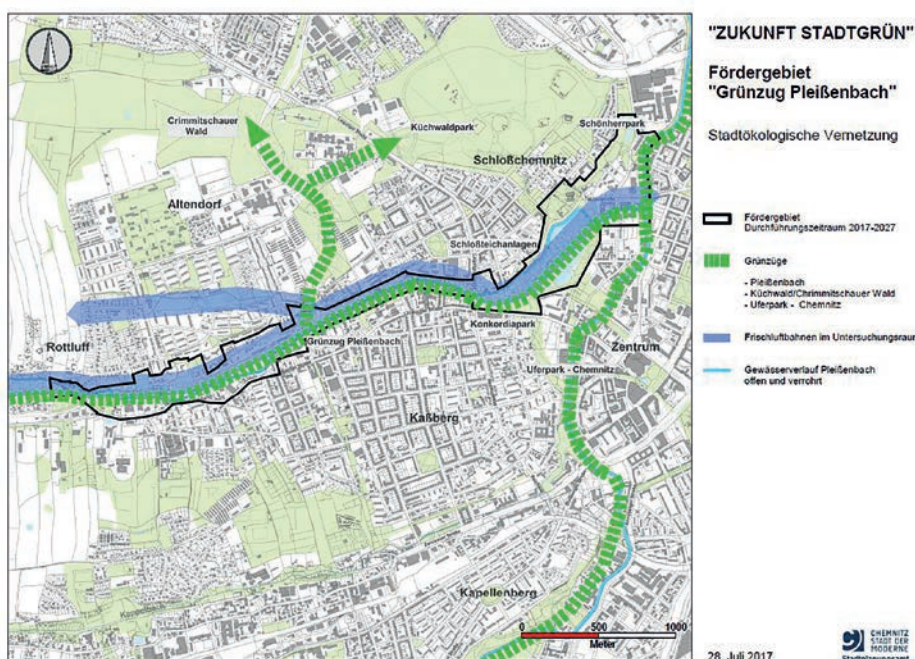 "ZUKUNFT STADTGRÜN"
Fördergebiet
"Grünzug Pleißenbach"
Stadtökologische Vernetzung
Fördergebiet
Durchführungszeitraum 2017-2027
Grünzüge
- Pleißenbach
- Küchwald/Chrimmitschauer Wald
- Uferpark - Chemnitz
Frischluftbahnen im Untersuchungsraum
Gewässerverlauf Pleißenbach
offen und verrohrt
Crimmitschauer
Wald
Küchwaldpark
Schönherrpark
Schloßchemnitz
Altendorf
Schloßteichanlagen
Rottluff
Grünzug Pleißenbach
Konkordiapark
Zentrum
Uferpark - Chemnitz
Kaßberg
Kapellenberg
0 500 1000
Meter
28. Juli 2017
CHEMNITZ
STADT DER
MODERNE
Stadtplanungsamt